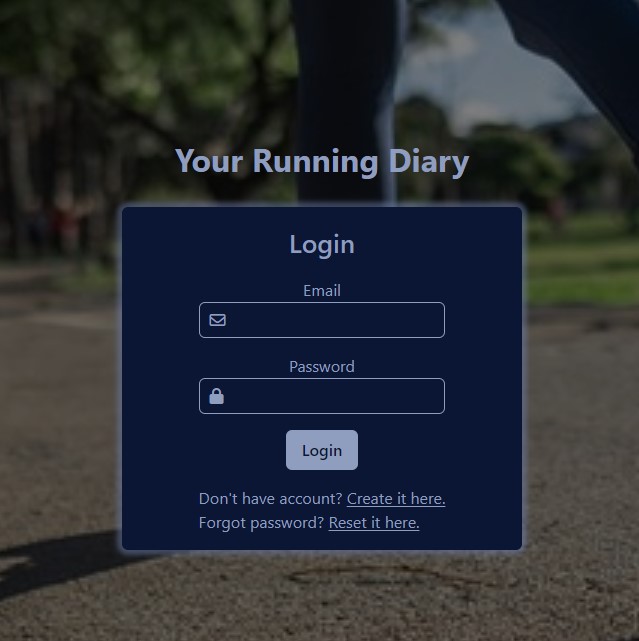 Your Running Diary
Login
Email
Password
Login
Don't have account? Create it here.
Forgot password? Reset it here.